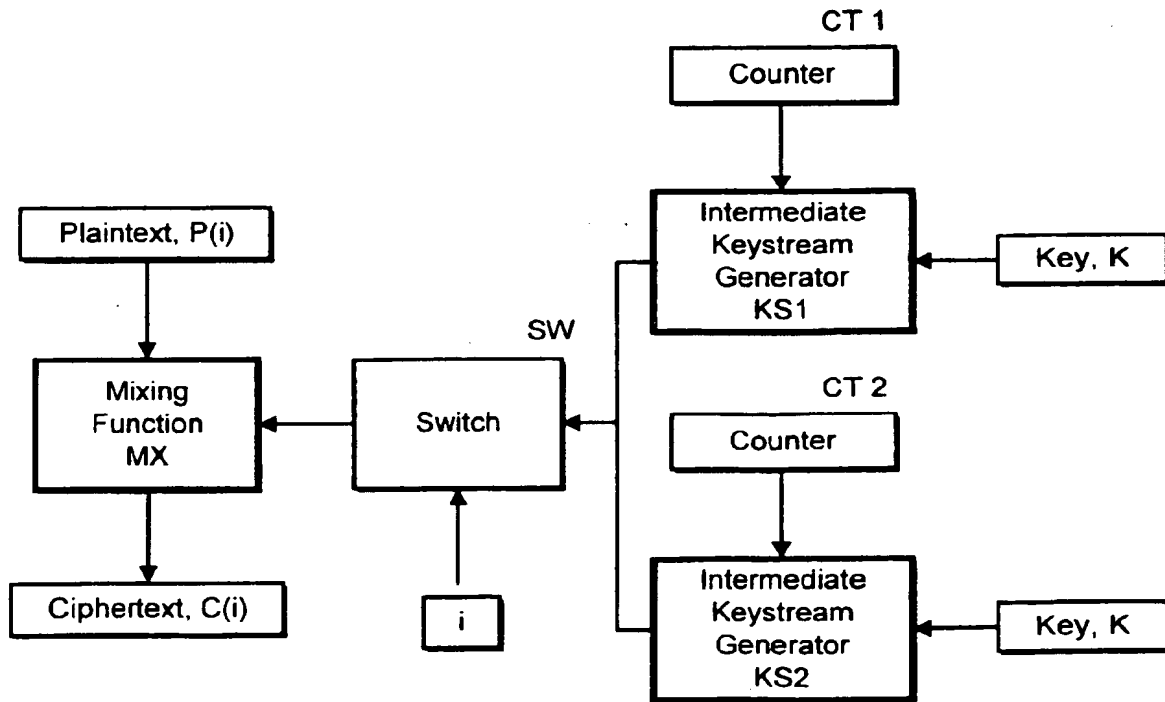 CT 1
Counter
Intermediate
Keystream
Generator
KS1
Key, K
Plaintext, P(i)
SW
Mixing
Function
MX
Switch
CT 2
Counter
Ciphertext, C(i)
i
Intermediate
Keystream
Generator
KS2
Key, K